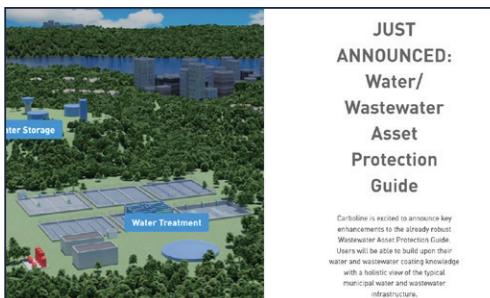 ater Storage
Water Treatment
JUST
ANNOUNCED:
Water/
Wastewater
Asset
Protection
Guide
Carboline is excited to announce key
enhancements to the already robust
Wastewater Asset Protection Guide.
Users will be able to build upon their
water and wastewater coating knowledge
with a holistic view of the typical
municipal water and wastewater
infrastructure.